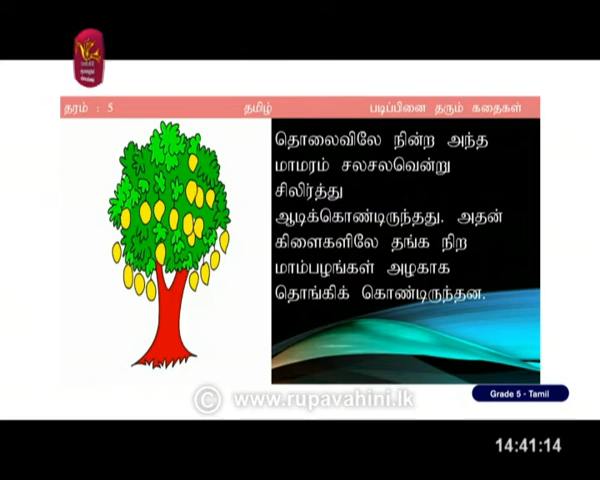 தரம் : 5 தமிழ் படிப்பினை தரும் கதைகள்
தொலைவிலே நின்ற அந்த
மாமரம் சலசலவென்று
சிலிர்த்து
ஆடிக்கொண்டிருந்தது. அதன்
கிளைகளிலே தங்க நிற
மாம்பழங்கள் அழகாக
தொங்கிக் கொண்டிருந்தன.
Grade 5 - Tamil
© www.rupavahini.lk
14:41:14